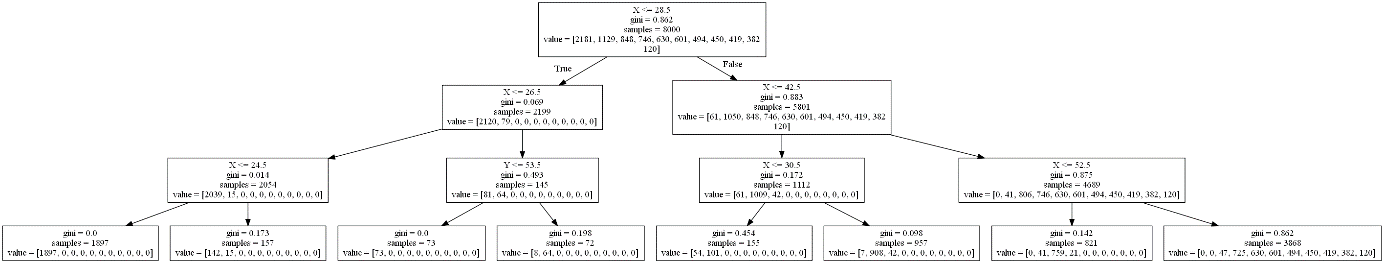 X <= 28.5
gini = 0.862
samples = 8000
value = [2181, 1129, 848, 746, 630, 601, 494, 450, 419, 382
120]
True
False
X <= 26.5
gini = 0.069
samples = 2199
value = [2120, 79, 0, 0, 0, 0, 0, 0, 0, 0, 0]
X <= 42.5
gini = 0.883
samples = 5801
value = [61, 1050, 848, 746, 630, 601, 494, 450, 419, 382
120]
X <= 24.5
gini = 0.014
samples = 2054
value = [2039, 15, 0, 0, 0, 0, 0, 0, 0, 0, 0]
Y <= 53.5
gini = 0.493
samples = 145
value = [81, 64, 0, 0, 0, 0, 0, 0, 0, 0, 0]
X <= 30.5
gini = 0.172
samples = 1112
value = [61, 1009, 42, 0, 0, 0, 0, 0, 0, 0, 0]
X <= 52.5
gini = 0.875
samples = 4689
value = [0, 41, 806, 746, 630, 601, 494, 450, 419, 382, 120]
gini = 0.0
samples = 1897
value = [1897, 0, 0, 0, 0, 0, 0, 0, 0, 0, 0]
gini = 0.173
samples = 157
value = [142, 15, 0, 0, 0, 0, 0, 0, 0, 0, 0]
gini = 0.0
samples = 73
value = [73, 0, 0, 0, 0, 0, 0, 0, 0, 0, 0]
gini = 0.198
samples = 72
value = [8, 64, 0, 0, 0, 0, 0, 0, 0, 0, 0]
gini = 0.454
samples = 155
value = [54, 101, 0, 0, 0, 0, 0, 0, 0, 0, 0]
gini = 0.098
samples = 957
value = [7, 908, 42, 0, 0, 0, 0, 0, 0, 0, 0]
gini = 0.142
samples = 821
value = [0, 41, 759, 21, 0, 0, 0, 0, 0, 0, 0]
gini = 0.862
samples = 3868
value = [0, 0, 47, 725, 630, 601, 494, 450, 419, 382, 120]